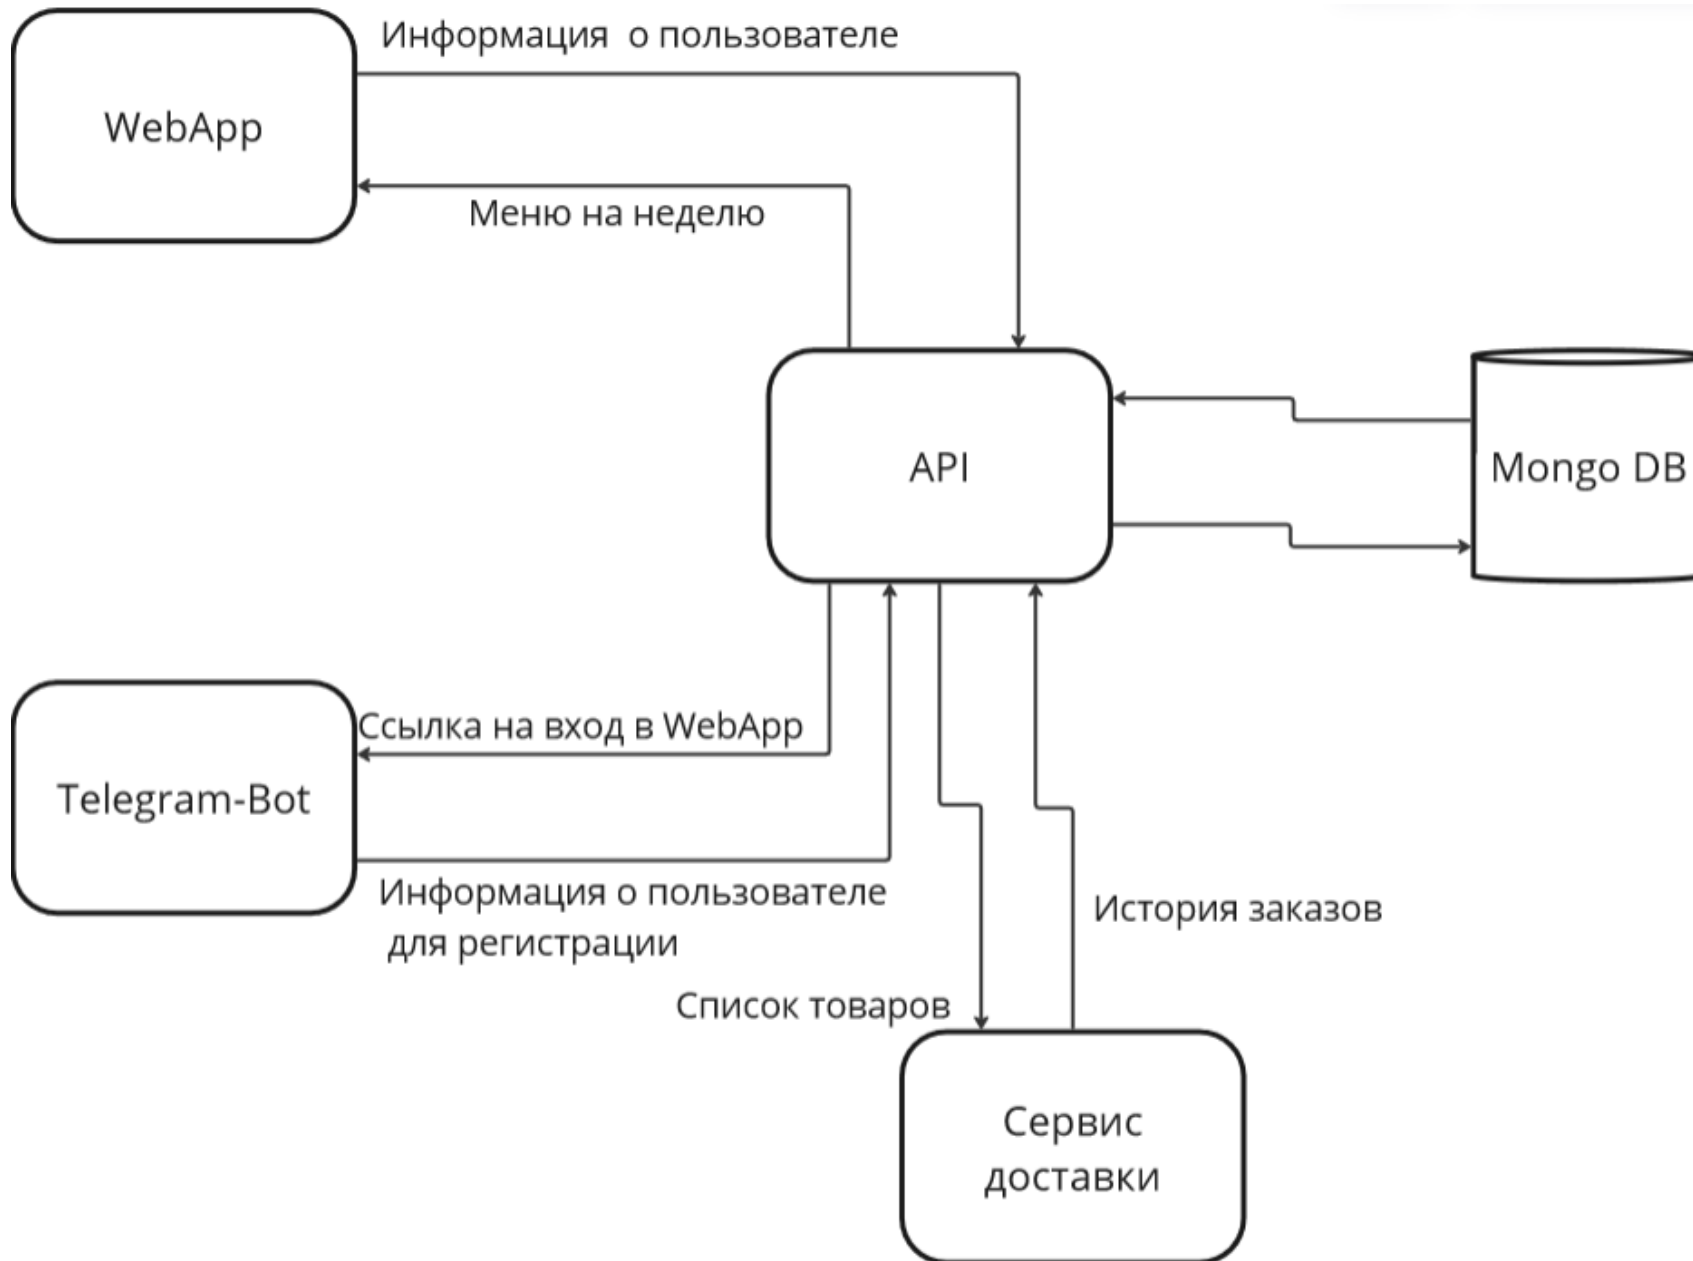 Информация о пользователе
WebApp
Меню на неделю
API
Mongo DB
Ссылка на вход в WebApp
Telegram-Bot
Информация о пользователе
для регистрации
История заказов
Список товаров
Сервис
доставки